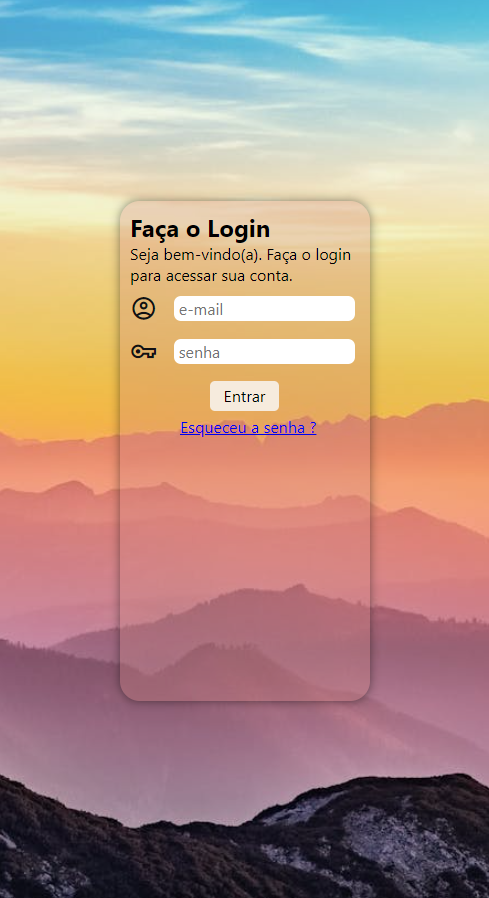 Faça o Login
Seja bem-vindo(a). Faça o login
para acessar sua conta.
e-mail
senha
Entrar
Esqueceu a senha ?